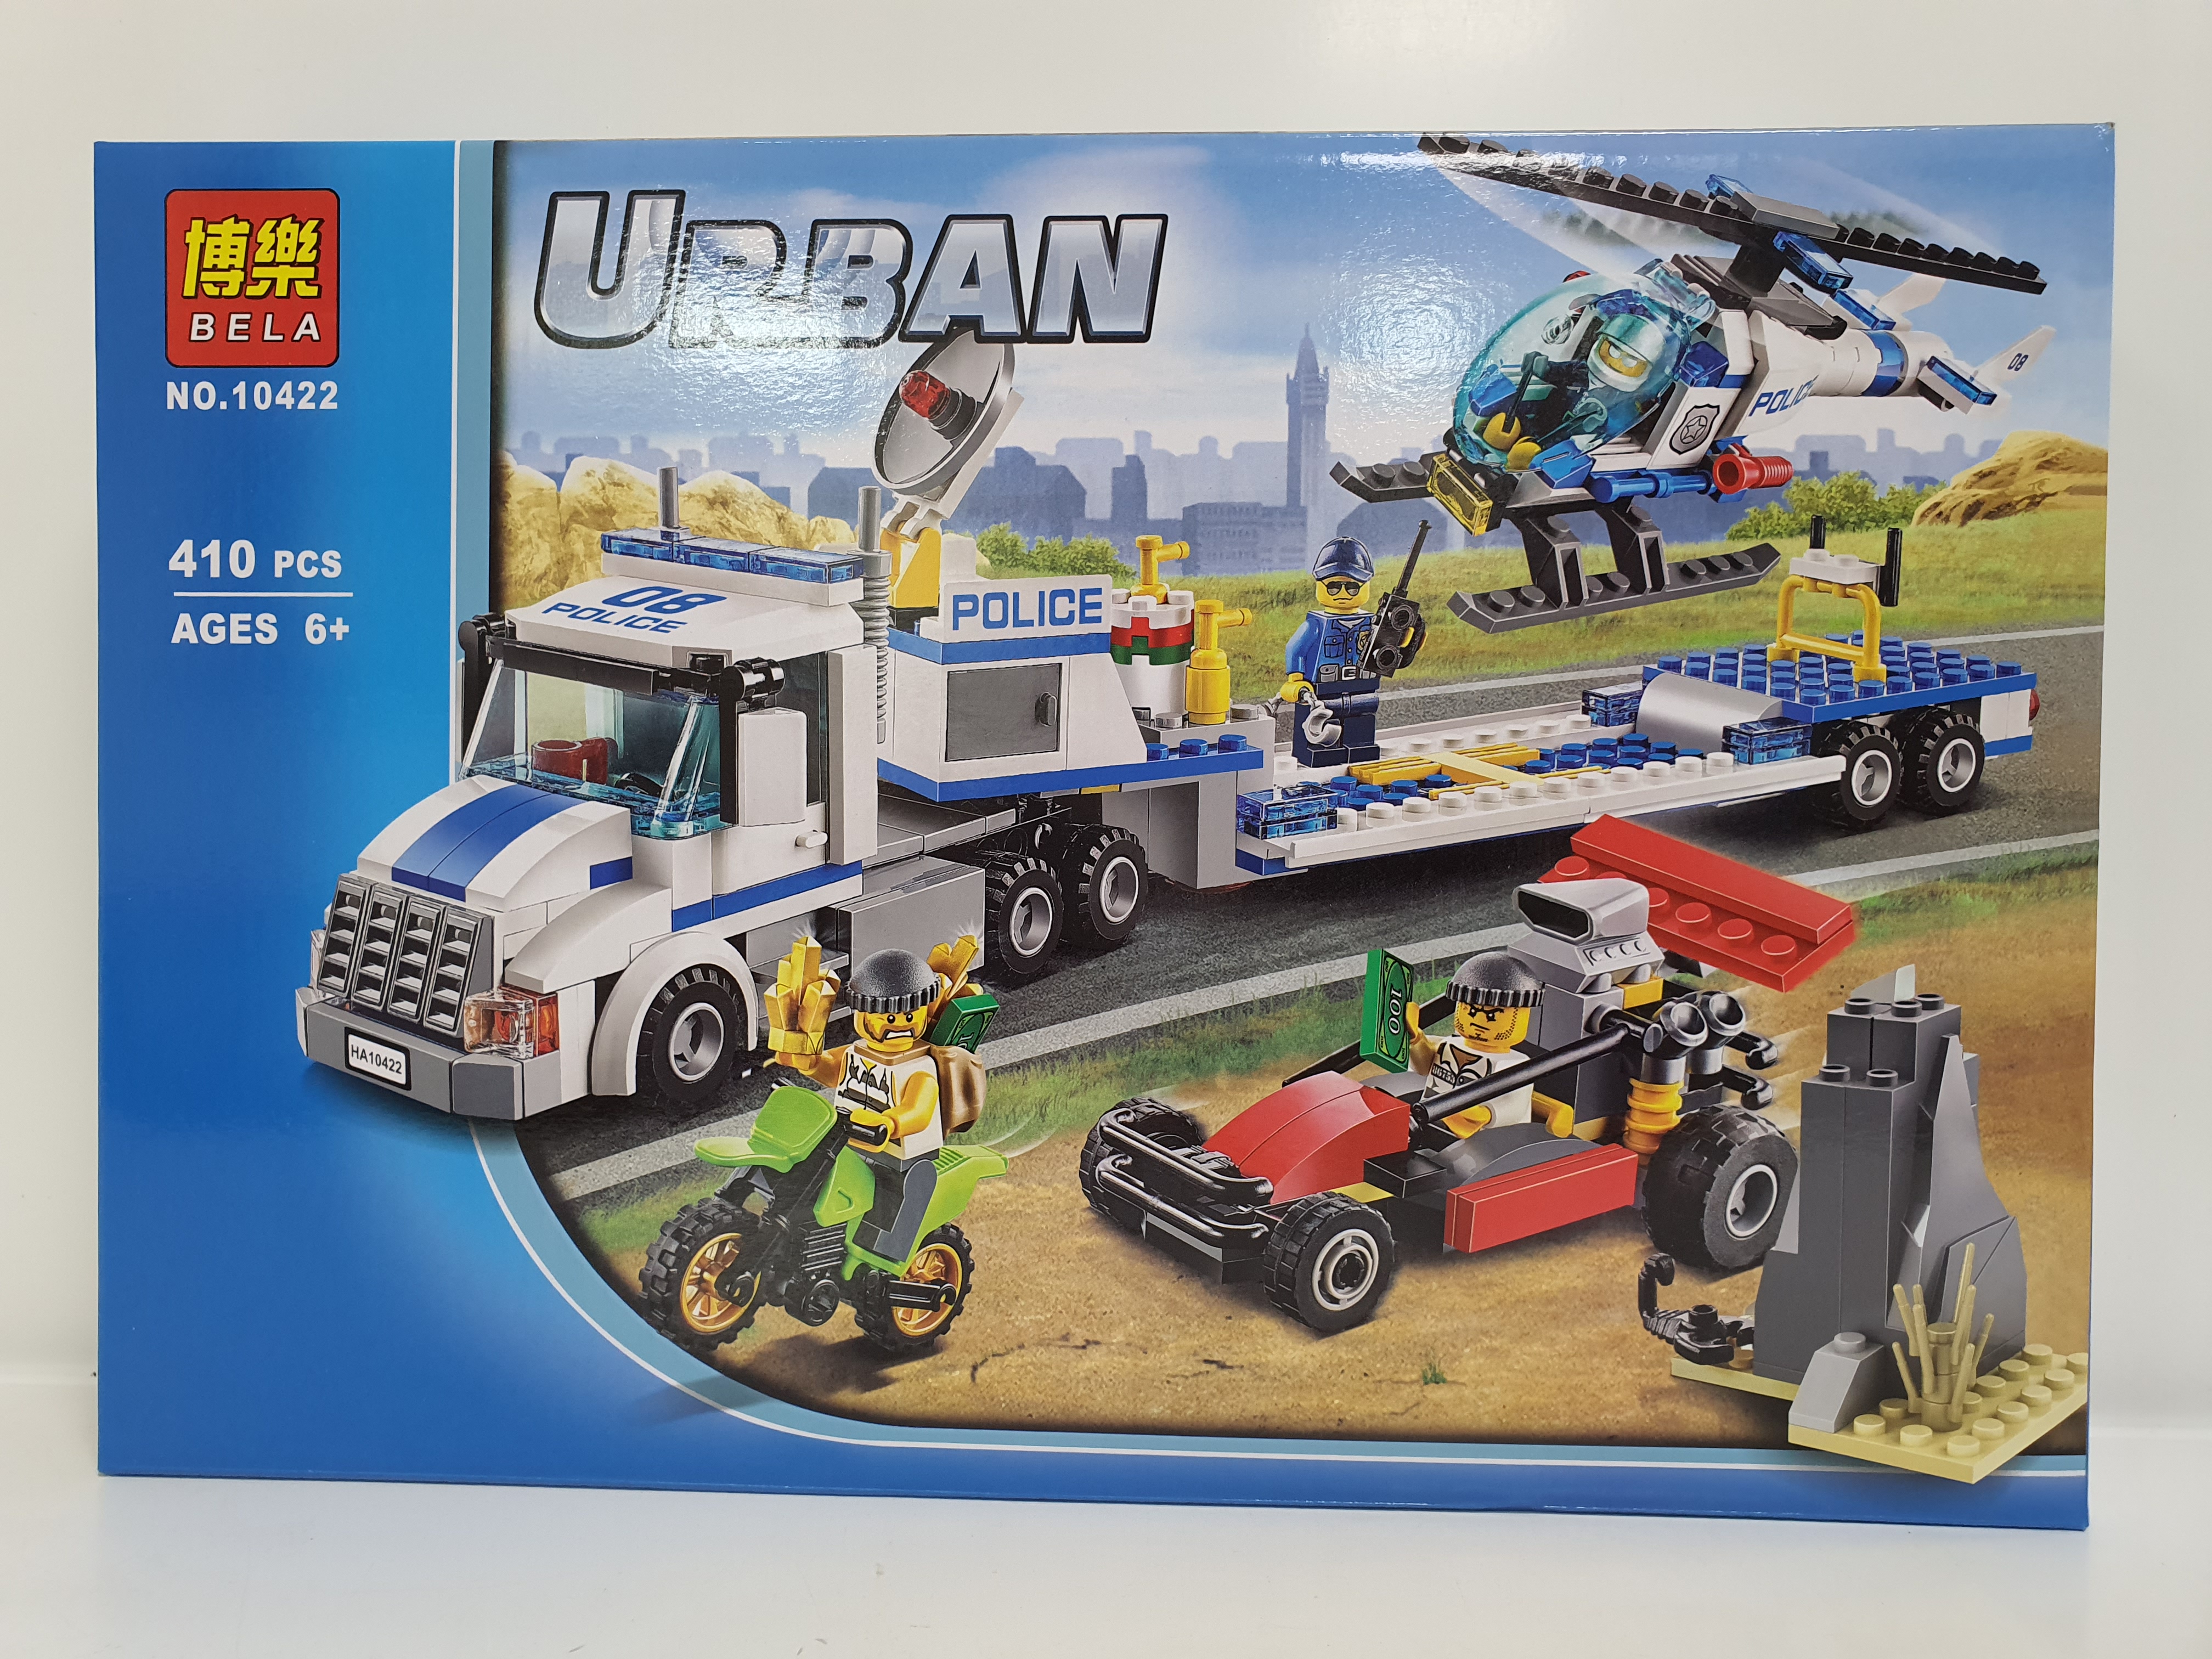 博樂
BELA
NO.10422
410 PCS
AGES 6+
URBAN
08
POLICE
POLICE
POLICE
08
HA10422
100